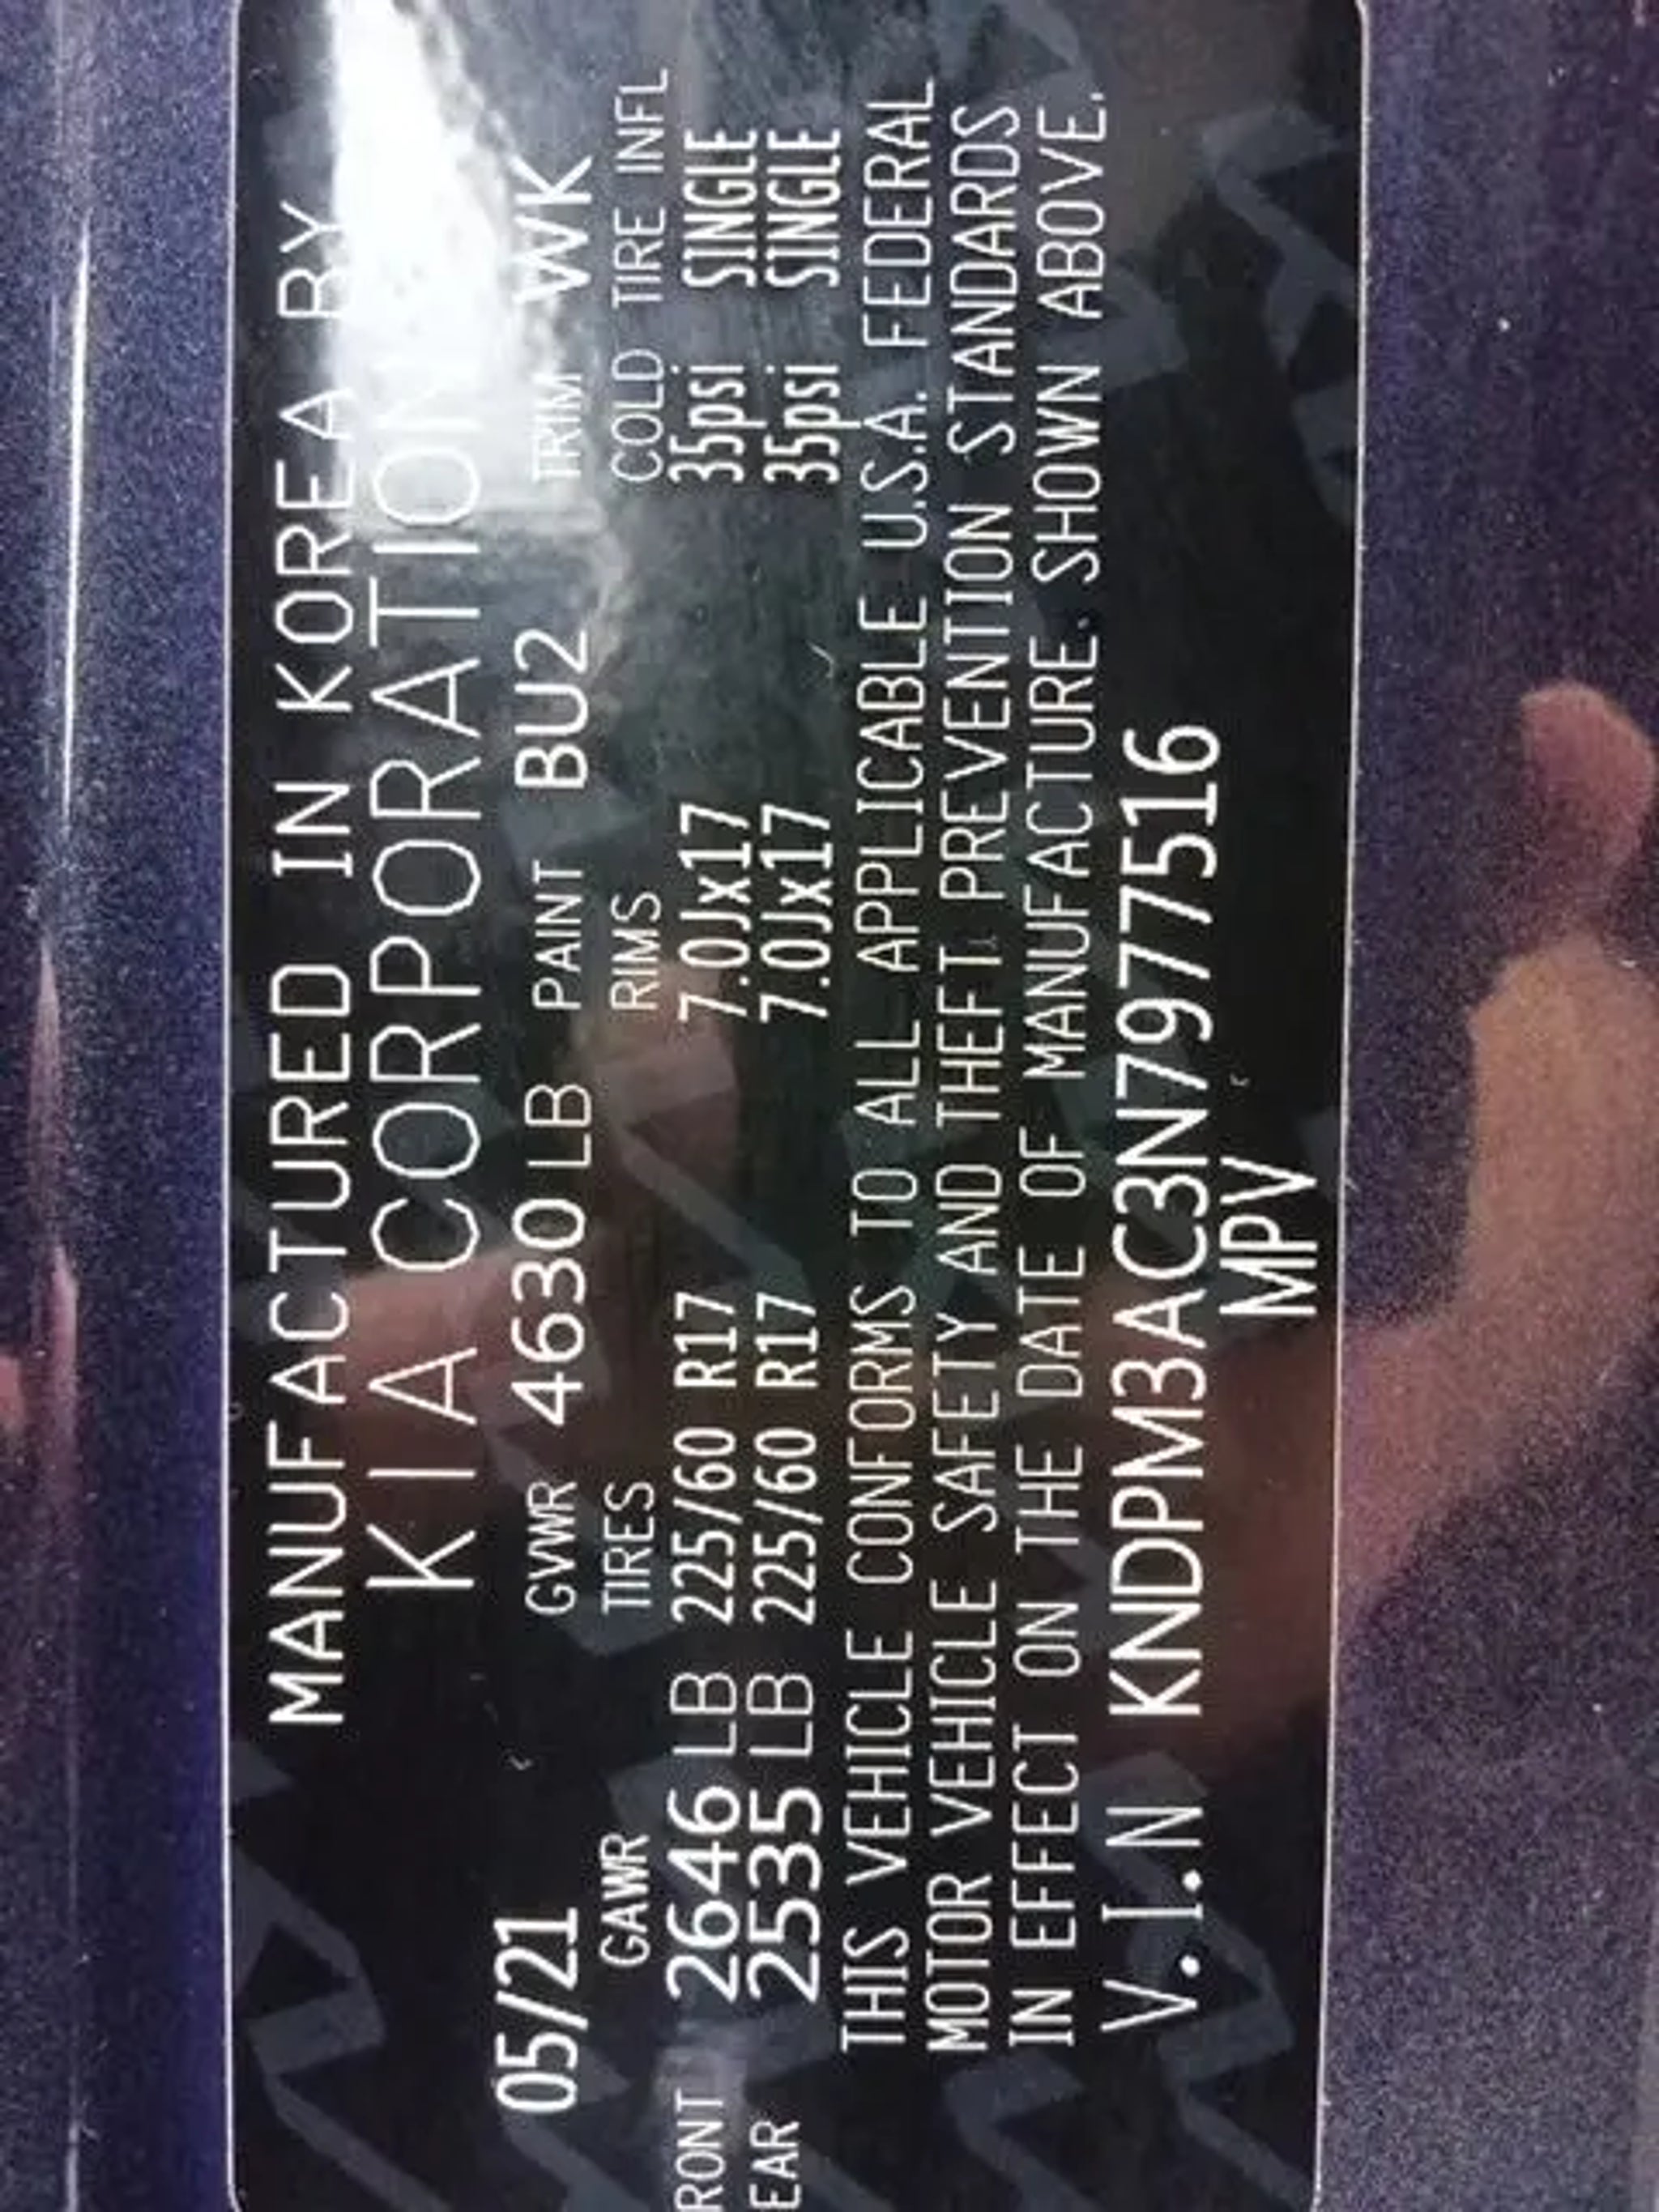 MANUFACTURED IN KOREA BY
KIA CORPORATION
05/21 GVWR 4630 LB PAINT BU2 TRIM WK
GAWR TIRES RIMS COLD TIRE INFL
RONT 2646 LB 225/60 R17 7.0Jx17 35psi SINGLE
EAR 2535 LB 225/60 R17 7.0Jx17 35psi SINGLE
THIS VEHICLE CONFORMS TO ALL APPLICABLE U.S.A. FEDERAL
MOTOR VEHICLE SAFETY AND THEFT PREVENTION STANDARDS
IN EFFECT ON THE DATE OF MANUFACTURE SHOWN ABOVE.
V.I.N KNDPM3AC3N7977516
MPV